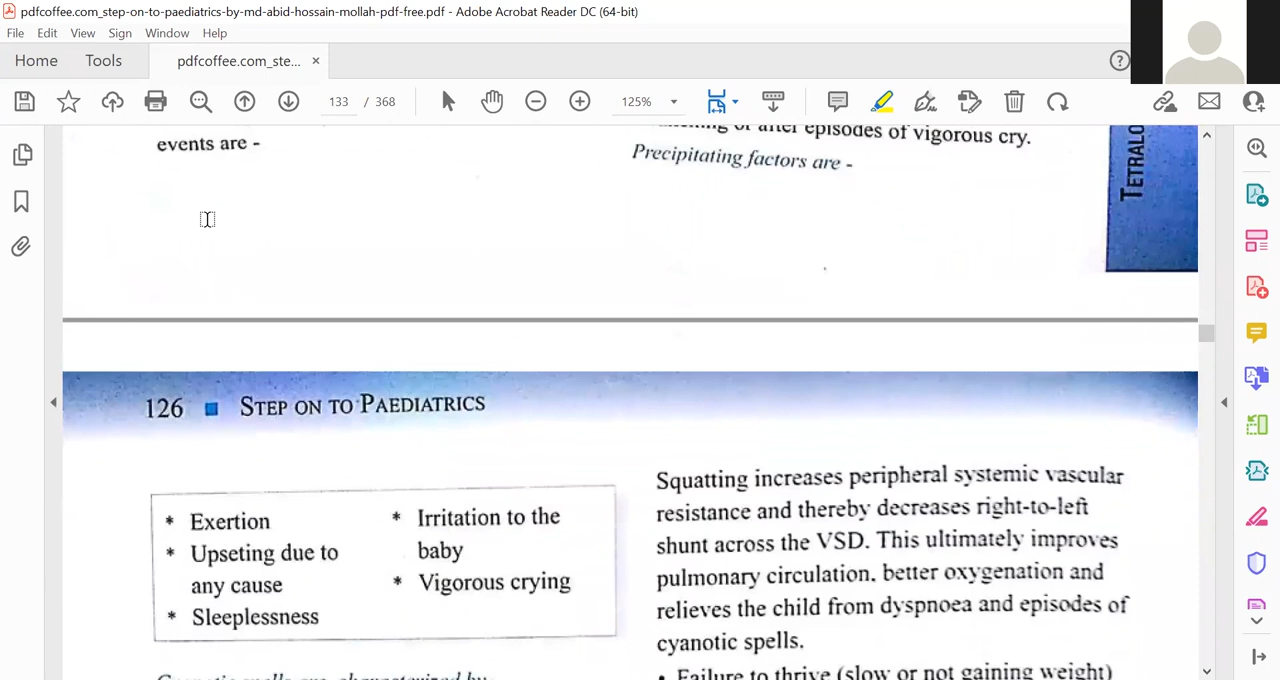 pdfcoffee.com_step-on-to-paediatrics-by-md-abid-hossain-mollah-pdf-free.pdf - Adobe Acrobat Reader DC (64-bit)
File Edit View Sign Window Help
Home Tools pdfcoffee.com_ste... ×
133 / 368 125%
events are -
or after episodes of vigorous cry.
Precipitating factors are -
TETRALO
126 ■ STEP ON TO PAEDIATRICS
* Exertion
* Upseting due to
any cause
* Sleeplessness
* Irritation to the
baby
* Vigorous crying
Squatting increases peripheral systemic vascular
resistance and thereby decreases right-to-left
shunt across the VSD. This ultimately improves
pulmonary circulation. better oxygenation and
relieves the child from dyspnoea and episodes of
cyanotic spells.
• Failure to thrive (slow or not gaining weight)